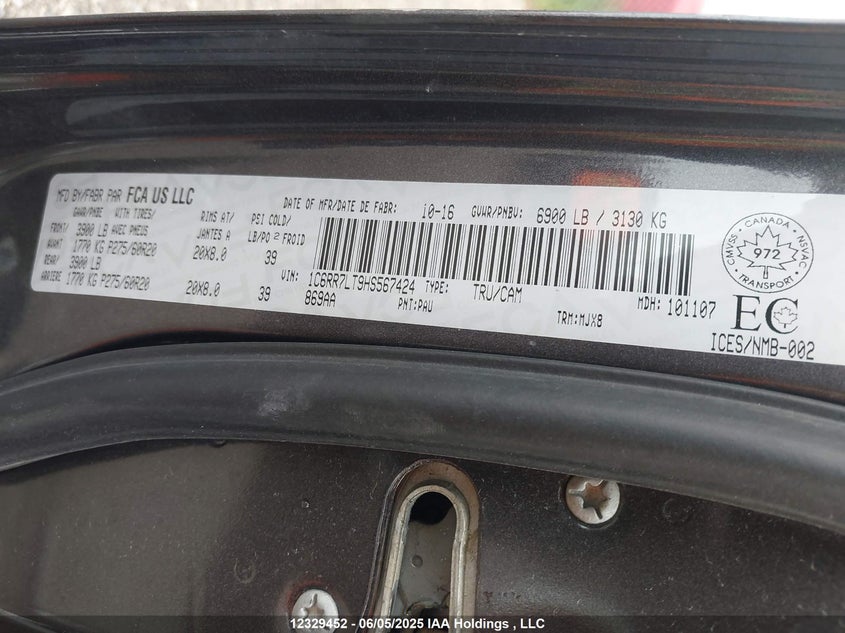 MFD BY/FABR PAR FCA US LLC
DATE OF MFR/DATE DE FABR: 10-16 GVWR/PNBV: 6900 LB / 3130 KG
GAWR/PNBE WITH TIRES/ RIMS AT/ PSI COLD/
FRONT/ 3900 LB AVEC PNEUS JANTES A LB/PO² FROID
AVANT 1770 KG P275/60R20 20X8.0 39
REAR/ 3900 LB
ARRIERE 1770 KG P275/60R20 20X8.0 39
VIN: 1C6RR7LT9HS567424 TYPE: TRU/CAM MDH: 101107
869AA PNT:PAU TRM:MJX8
CANADA
CMVSS NSVAC
972
TRANSPORT
EC
ICES/NMB-002
12329452 - 06/05/2025 IAA Holdings , LLC